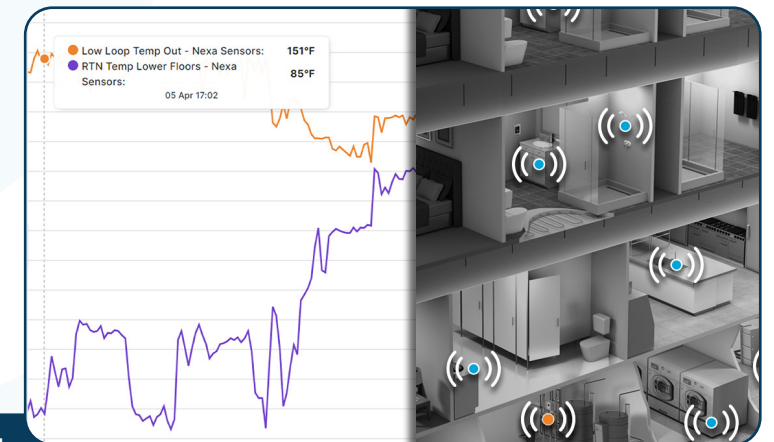 Low Loop Temp Out - Nexa Sensors: 151°F
RTN Temp Lower Floors - Nexa
Sensors: 85°F
05 Apr 17:02